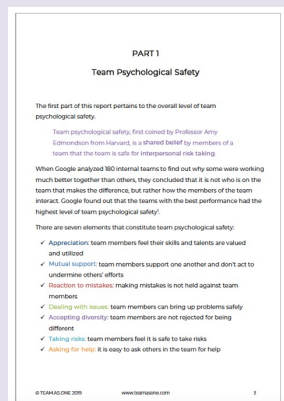 PART 1
Team Psychological Safety
The first part of this report pertains to the overall level of team
psychological safety.
Team psychological safety, first coined by Professor Amy
Edmondson from Harvard, is a shared belief by members of a
team that the team is safe for interpersonal risk taking.
When Google analyzed 180 internal teams to find out why some were working
much better together than others, they concluded that it is not who is on the
team that makes the difference, but rather how the members of the team
interact. Google found out that the teams with the best performance had the
highest level of team psychological safety¹.
There are seven elements that constitute team psychological safety:
✓ Appreciation: team members feel their skills and talents are valued
and utilized
✓ Mutual support: team members support one another and don't act to
undermine others' efforts
✓ Reaction to mistakes: making mistakes is not held against team
members
✓ Dealing with issues: team members can bring up problems safely
✓ Accepting diversity: team members are not rejected for being
different
✓ Taking risks: team members feel it is safe to take risks
✓ Asking for help: it is easy to ask others in the team for help
© TEAM AS ONE 2019 www.teamasone.com 3